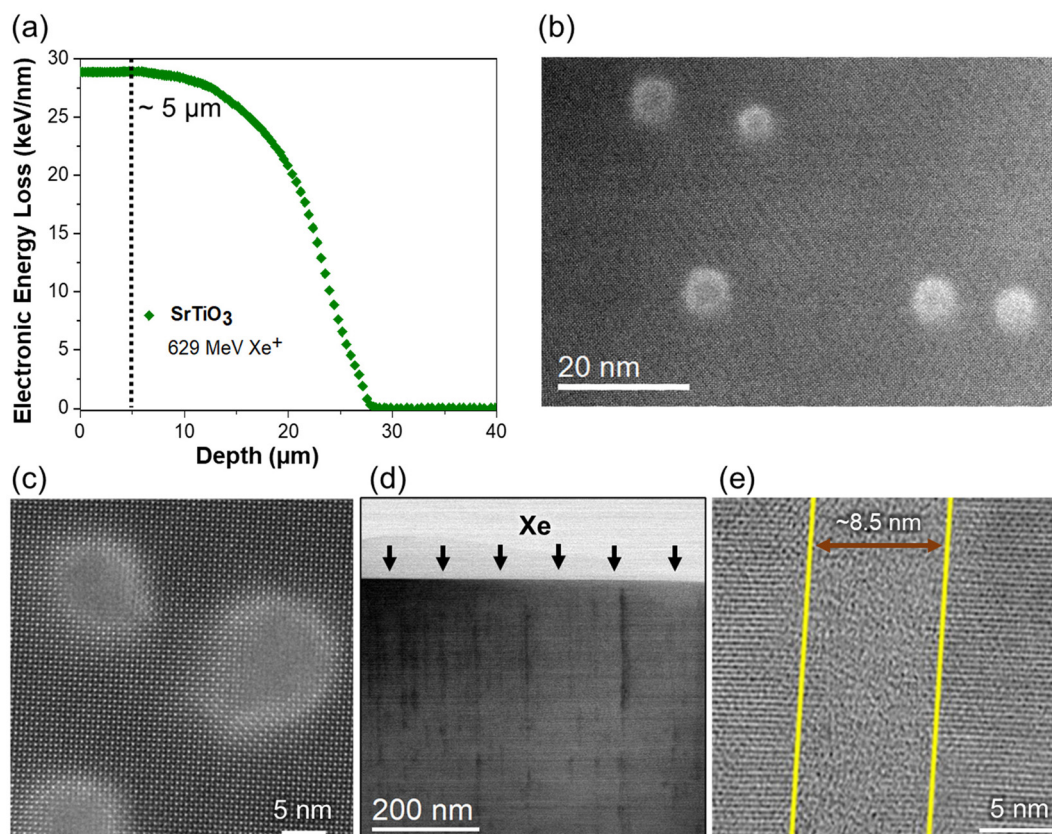 (a)
30
25
20
15
10
5
0
Electronic Energy Loss (keV/nm)
~ 5 μm
SrTiO3
629 MeV Xe+
0 10 20 30 40
Depth (μm)
(b)
20 nm
(c)
5 nm
(d)
Xe
200 nm
(e)
~8.5 nm
5 nm